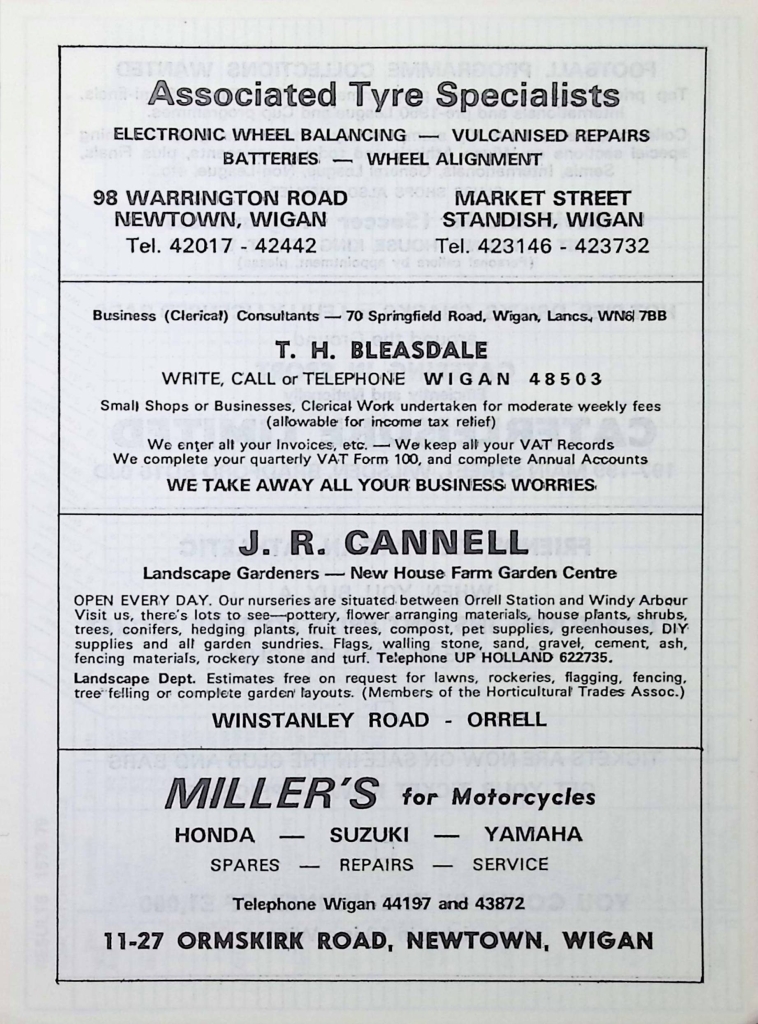 Associated Tyre Specialists
ELECTRONIC WHEEL BALANCING — VULCANISED REPAIRS
BATTERIES — WHEEL ALIGNMENT
98 WARRINGTON ROAD
NEWTOWN, WIGAN
Tel. 42017 - 42442
MARKET STREET
STANDISH, WIGAN
Tel. 423146 - 423732
Business (Clerical) Consultants — 70 Springfield Road, Wigan, Lancs., WN6 7BB
T. H. BLEASDALE
WRITE, CALL or TELEPHONE WIGAN 48503
Small Shops or Businesses, Clerical Work undertaken for moderate weekly fees
(allowable for income tax relief)
We enter all your Invoices, etc. — We keep all your VAT Records
We complete your quarterly VAT Form 100, and complete Annual Accounts
WE TAKE AWAY ALL YOUR BUSINESS WORRIES
J. R. CANNELL
Landscape Gardeners — New House Farm Garden Centre
OPEN EVERY DAY. Our nurseries are situated between Orrell Station and Windy Arbour
Visit us, there's lots to see—pottery, flower arranging materials, house plants, shrubs,
trees, conifers, hedging plants, fruit trees, compost, pet supplies, greenhouses, DIY
supplies and all garden sundries. Flags, walling stone, sand, gravel, cement, ash,
fencing materials, rockery stone and turf. Telephone UP HOLLAND 622735.
Landscape Dept. Estimates free on request for lawns, rockeries, flagging, fencing,
tree felling or complete garden layouts. (Members of the Horticultural Trades Assoc.)
WINSTANLEY ROAD - ORRELL
MILLER'S for Motorcycles
HONDA — SUZUKI — YAMAHA
SPARES — REPAIRS — SERVICE
Telephone Wigan 44197 and 43872
11-27 ORMSKIRK ROAD, NEWTOWN, WIGAN